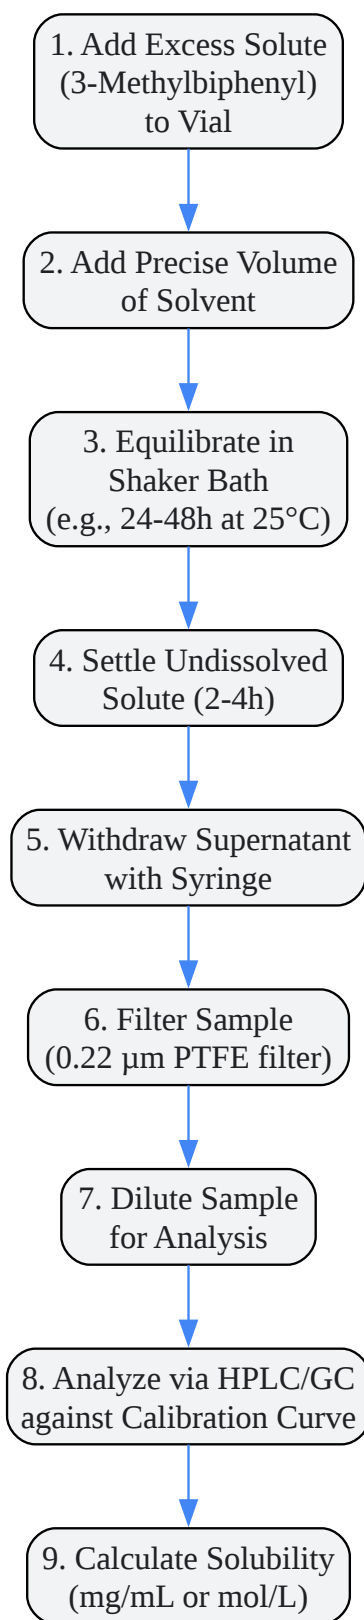 1. Add Excess Solute
(3-Methylbiphenyl)
to Vial
2. Add Precise Volume
of Solvent
3. Equilibrate in
Shaker Bath
(e.g., 24-48h at 25°C)
4. Settle Undissolved
Solute (2-4h)
5. Withdraw Supernatant
with Syringe
6. Filter Sample
(0.22 µm PTFE filter)
7. Dilute Sample
for Analysis
8. Analyze via HPLC/GC
against Calibration Curve
9. Calculate Solubility
(mg/mL or mol/L)